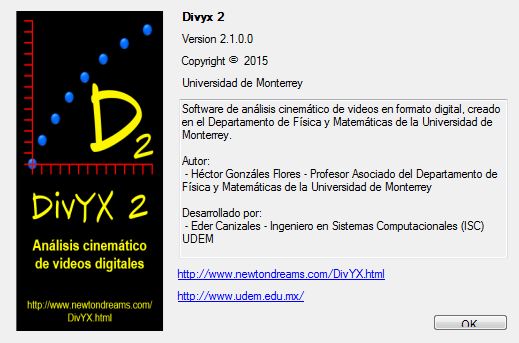 D2
DivYX 2
Análisis cinemático
de videos digitales
http://www.newtondreams.com/
DivYX.html
Divyx 2
Version 2.1.0.0
Copyright © 2015
Universidad de Monterrey
Software de análisis cinemático de videos en formato digital, creado
en el Departamento de Física y Matemáticas de la Universidad de
Monterrey.
Autor:
- Héctor Gonzáles Flores - Profesor Asociado del Departamento de
Física y Matemáticas de la Universidad de Monterrey
Desarrollado por:
- Eder Canizales - Ingeniero en Sistemas Computacionales (ISC)
UDEM
http://www.newtondreams.com/DivYX.html
http://www.udem.edu.mx/
OK